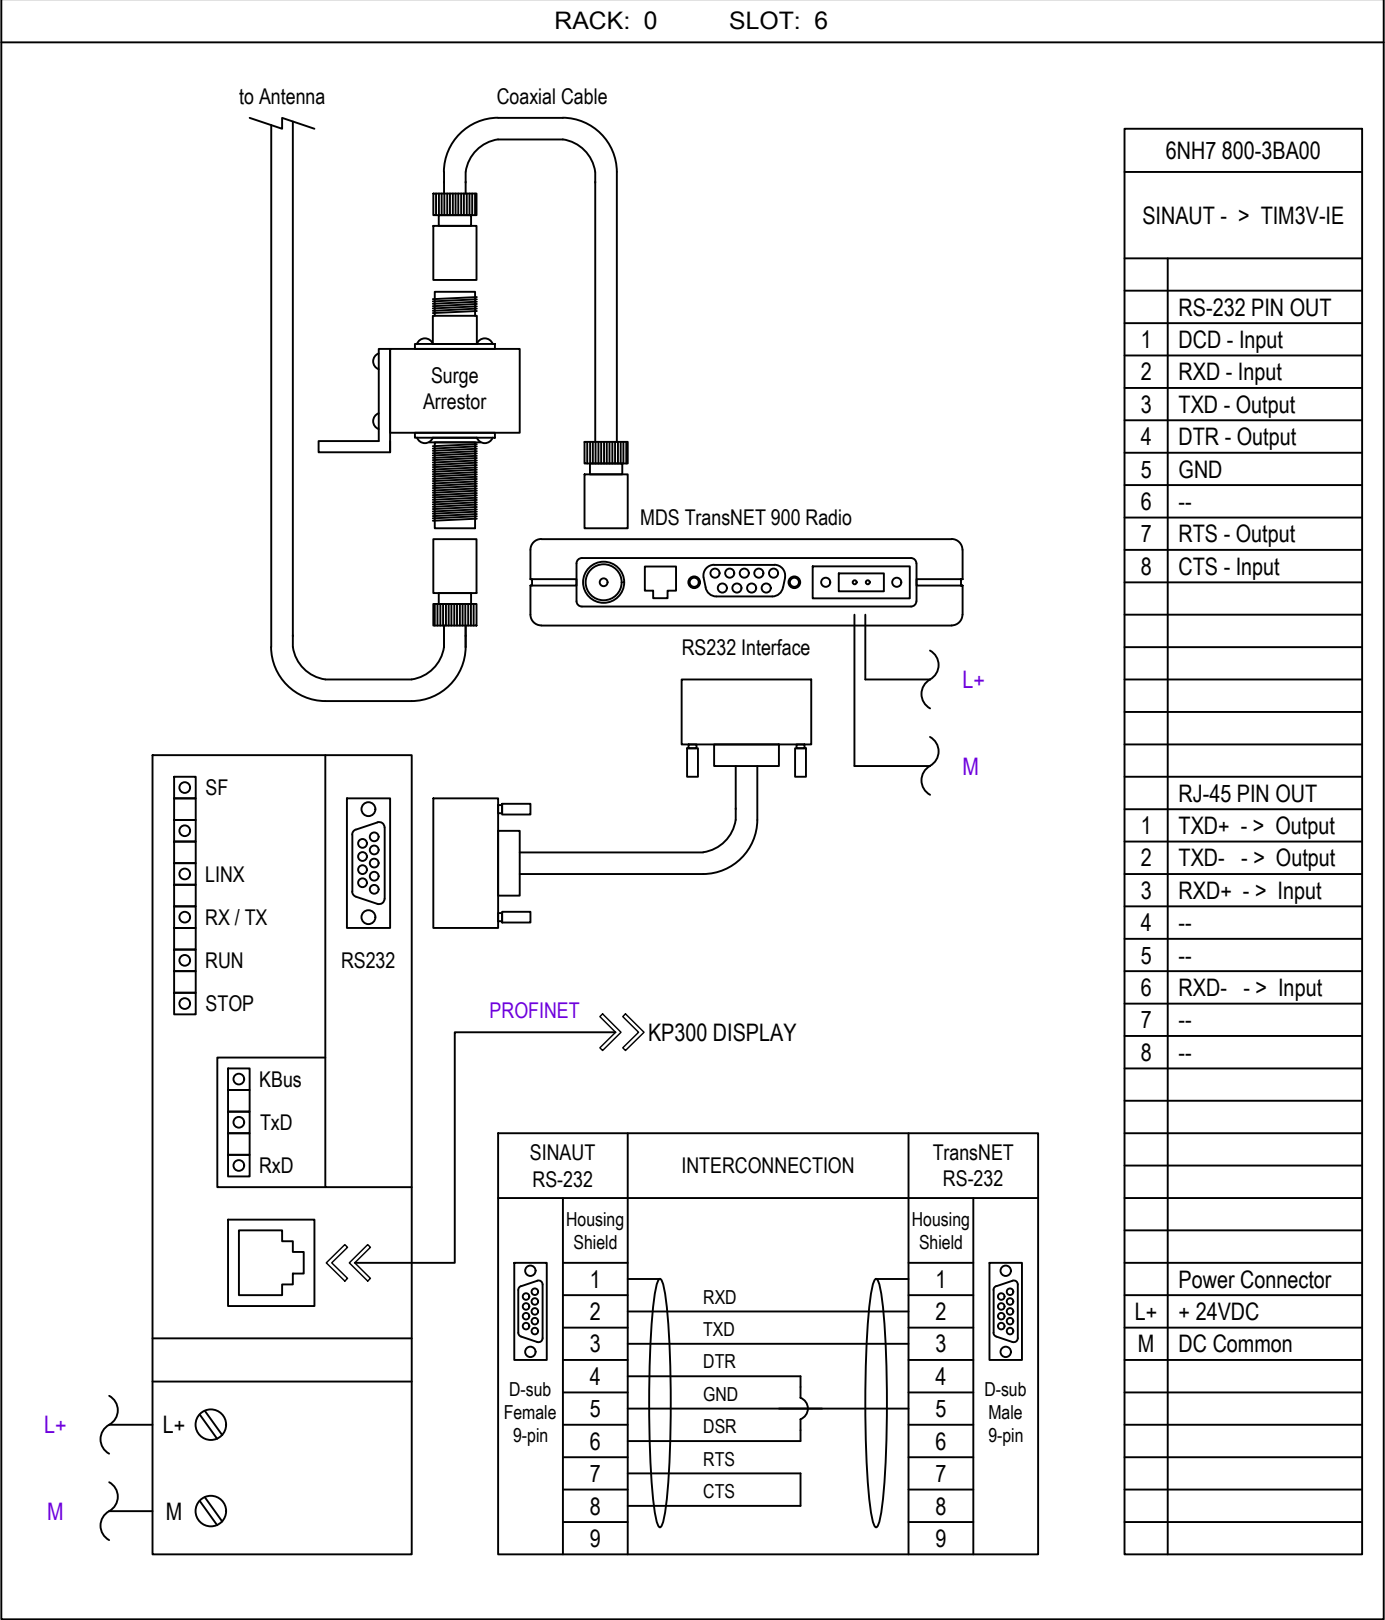 RACK: 0 SLOT: 6
to Antenna
Coaxial Cable
Surge
Arrestor
MDS TransNET 900 Radio
RS232 Interface
L+
M
SF
LINX
RX / TX
RUN
STOP
RS232
KBus
TxD
RxD
PROFINET
KP300 DISPLAY
L+
L+
M
M
SINAUT
RS-232
INTERCONNECTION
TransNET
RS-232
Housing
Shield
Housing
Shield
1
1
RXD
2
2
TXD
3
3
DTR
4
4
GND
5
5
DSR
6
6
RTS
7
7
CTS
8
8
9
9
D-sub
Female
9-pin
D-sub
Male
9-pin
6NH7 800-3BA00
SINAUT - > TIM3V-IE
RS-232 PIN OUT
1 DCD - Input
2 RXD - Input
3 TXD - Output
4 DTR - Output
5 GND
6 --
7 RTS - Output
8 CTS - Input
RJ-45 PIN OUT
1 TXD+ - > Output
2 TXD- - > Output
3 RXD+ - > Input
4 --
5 --
6 RXD- - > Input
7 --
8 --
Power Connector
L+ + 24VDC
M DC Common